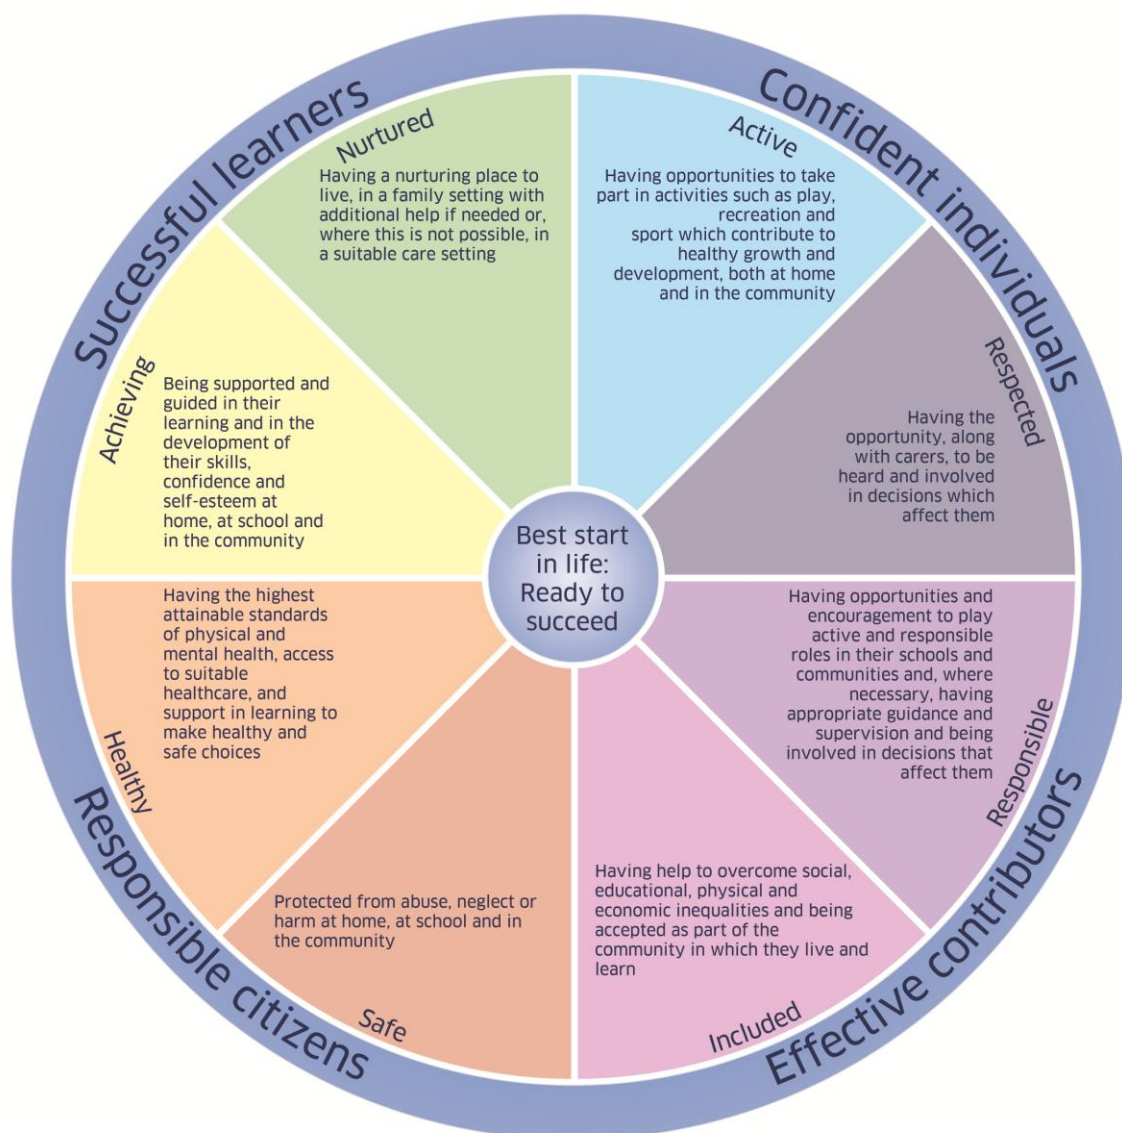 Successful learners
Confident individuals
Nurtured
Having a nurturing place to
live, in a family setting with
additional help if needed or,
where this is not possible, in
a suitable care setting
Active
Having opportunities to take
part in activities such as play,
recreation and
sport which contribute to
healthy growth and
development, both at home
and in the community
Achieving
Being supported and
guided in their
learning and in the
development of
their skills,
confidence and
self-esteem at
home, at school and
in the community
Respected
Having the
opportunity, along
with carers, to be
heard and involved
in decisions which
affect them
Best start
in life:
Ready to
succeed
Healthy
Having the highest
attainable standards
of physical and
mental health, access
to suitable
healthcare, and
support in learning to
make healthy and
safe choices
Responsible
Having opportunities and
encouragement to play
active and responsible
roles in their schools and
communities and, where
necessary, having
appropriate guidance and
supervision and being
involved in decisions that
affect them
Safe
Protected from abuse, neglect or
harm at home, at school and in
the community
Included
Having help to overcome social,
educational, physical and
economic inequalities and being
accepted as part of the
community in which they live and
learn
Responsible citizens
Effective contributors